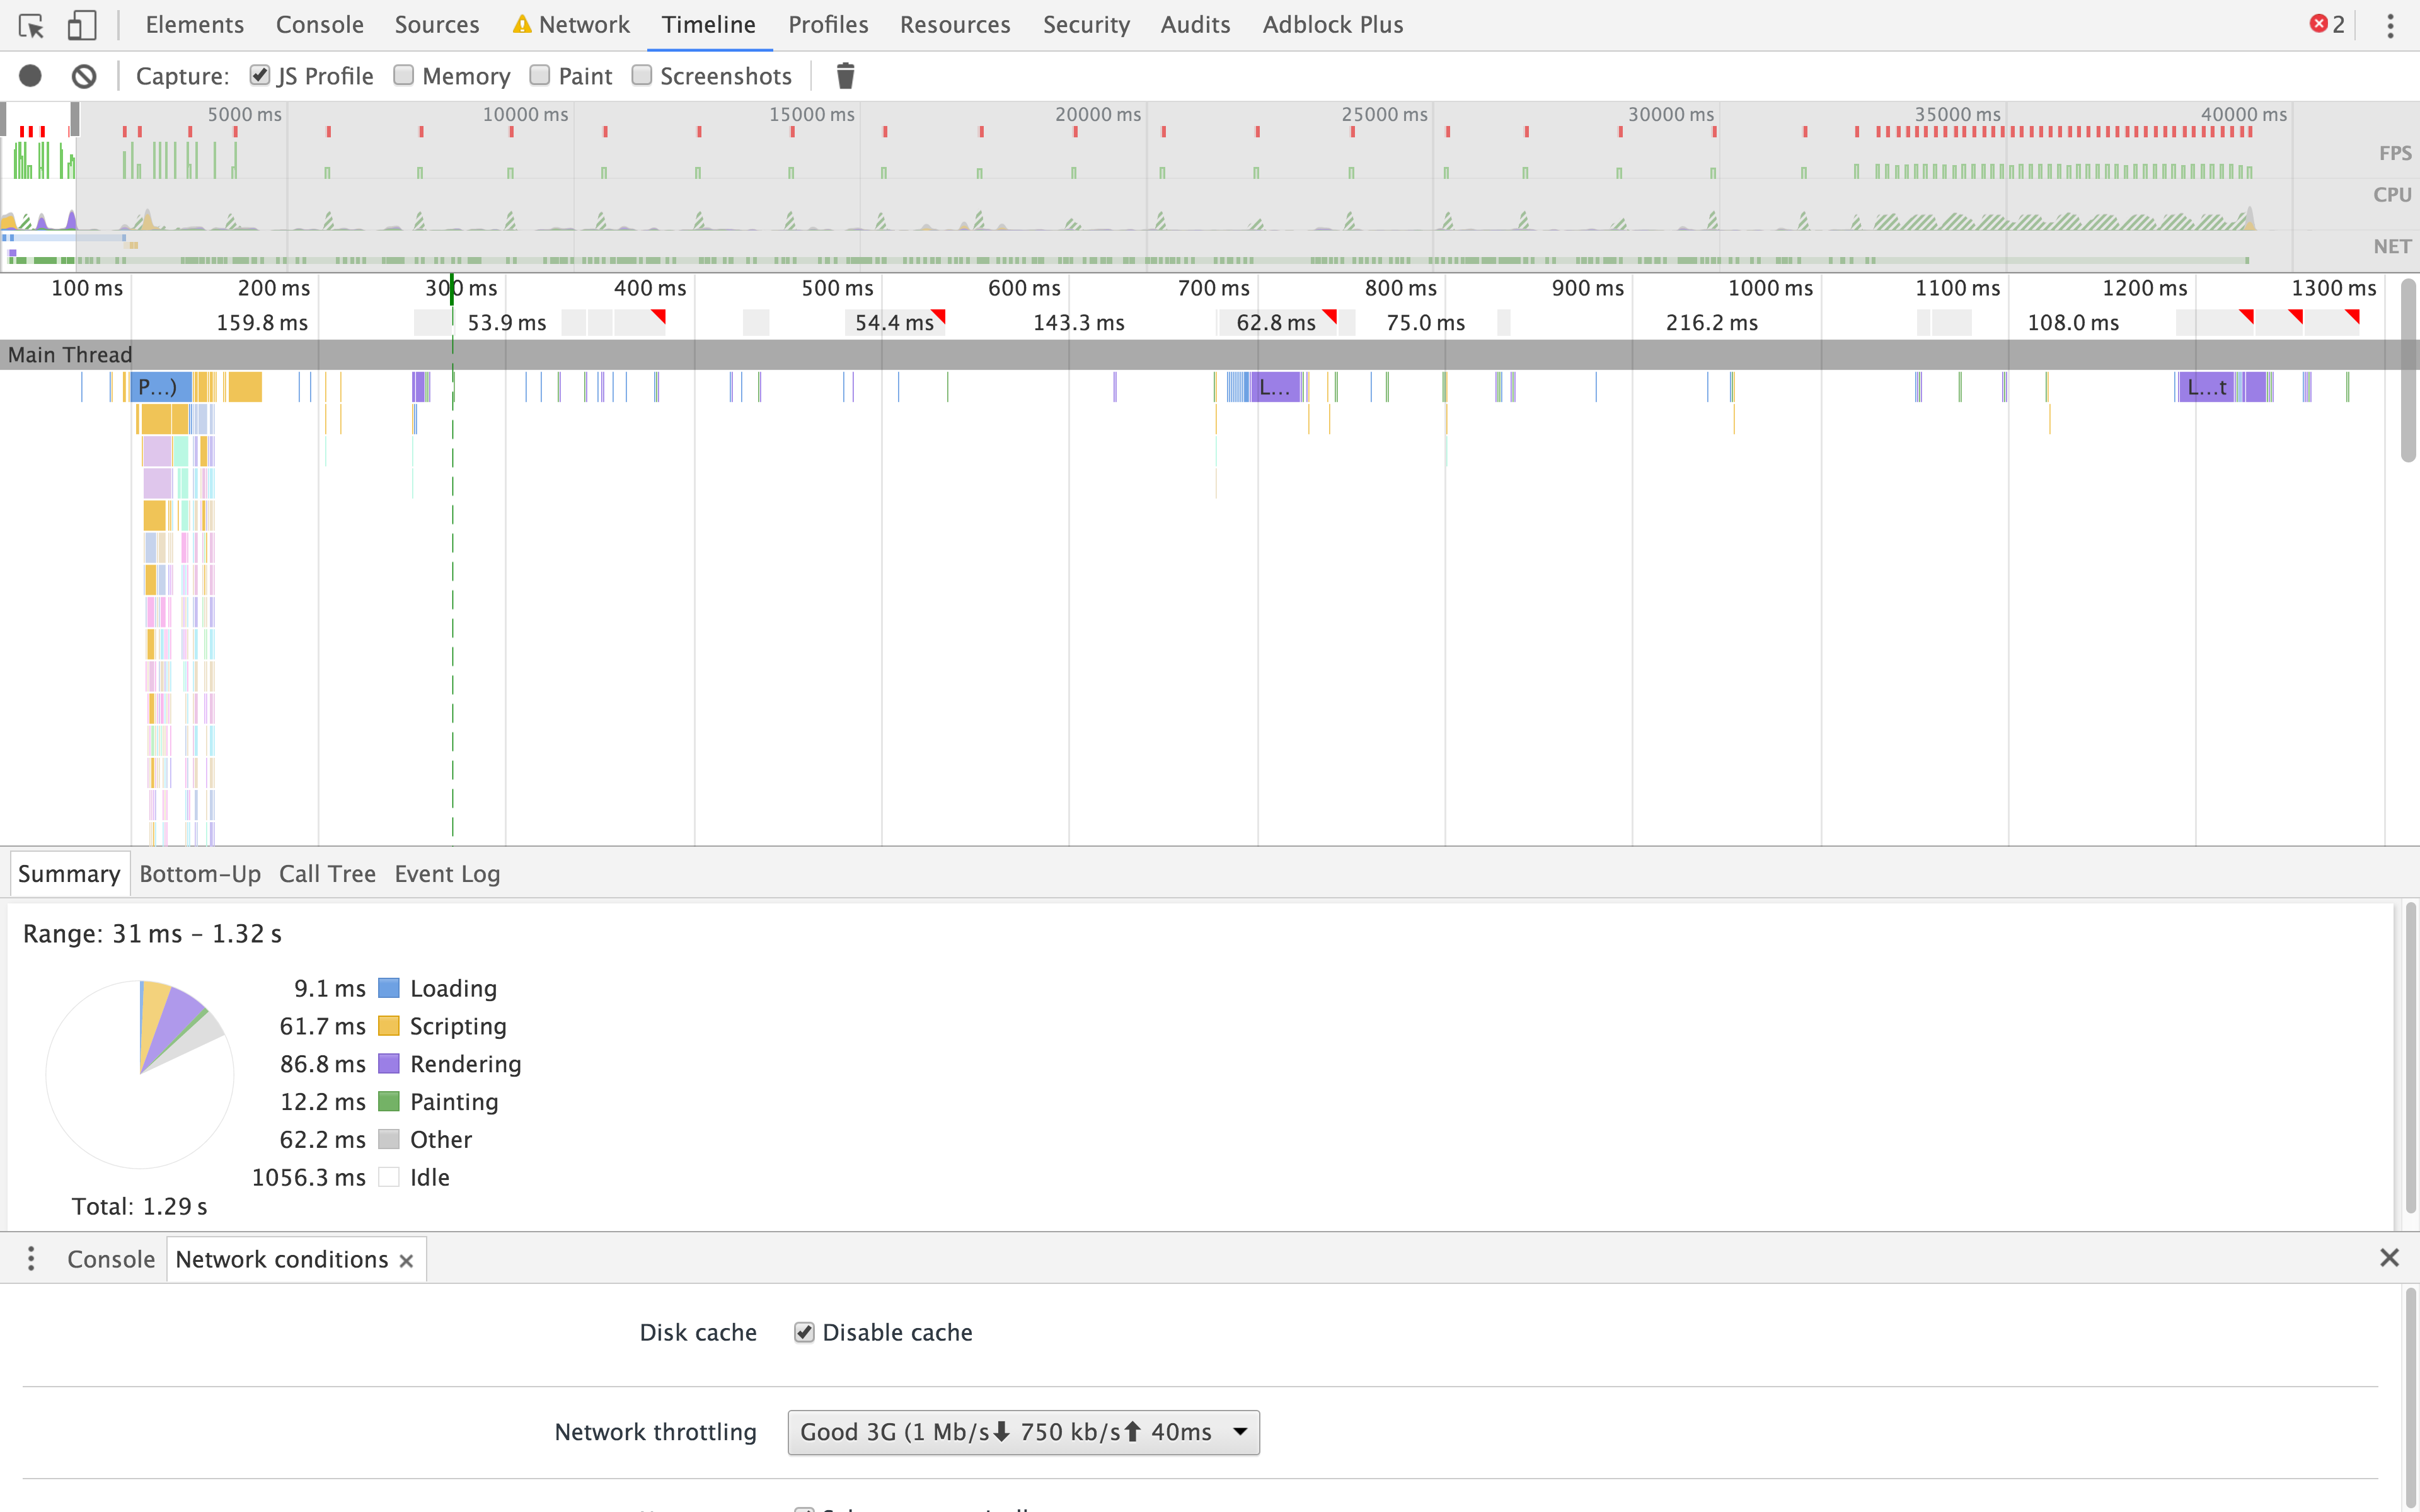 Elements Console Sources Network Timeline Profiles Resources Security Audits Adblock Plus 2
Capture: JS Profile Memory Paint Screenshots
5000 ms 10000 ms 15000 ms 20000 ms 25000 ms 30000 ms 35000 ms 40000 ms
FPS
CPU
NET
100 ms 200 ms 300 ms 400 ms 500 ms 600 ms 700 ms 800 ms 900 ms 1000 ms 1100 ms 1200 ms 1300 ms
159.8 ms 53.9 ms 54.4 ms 143.3 ms 62.8 ms 75.0 ms 216.2 ms 108.0 ms
Main Thread
P...) L... L...t
Summary Bottom-Up Call Tree Event Log
Range: 31 ms – 1.32 s
9.1 ms Loading
61.7 ms Scripting
86.8 ms Rendering
12.2 ms Painting
62.2 ms Other
1056.3 ms Idle
Total: 1.29 s
Console Network conditions ×
Disk cache Disable cache
Network throttling Good 3G (1 Mb/s⬇ 750 kb/s⬆ 40ms